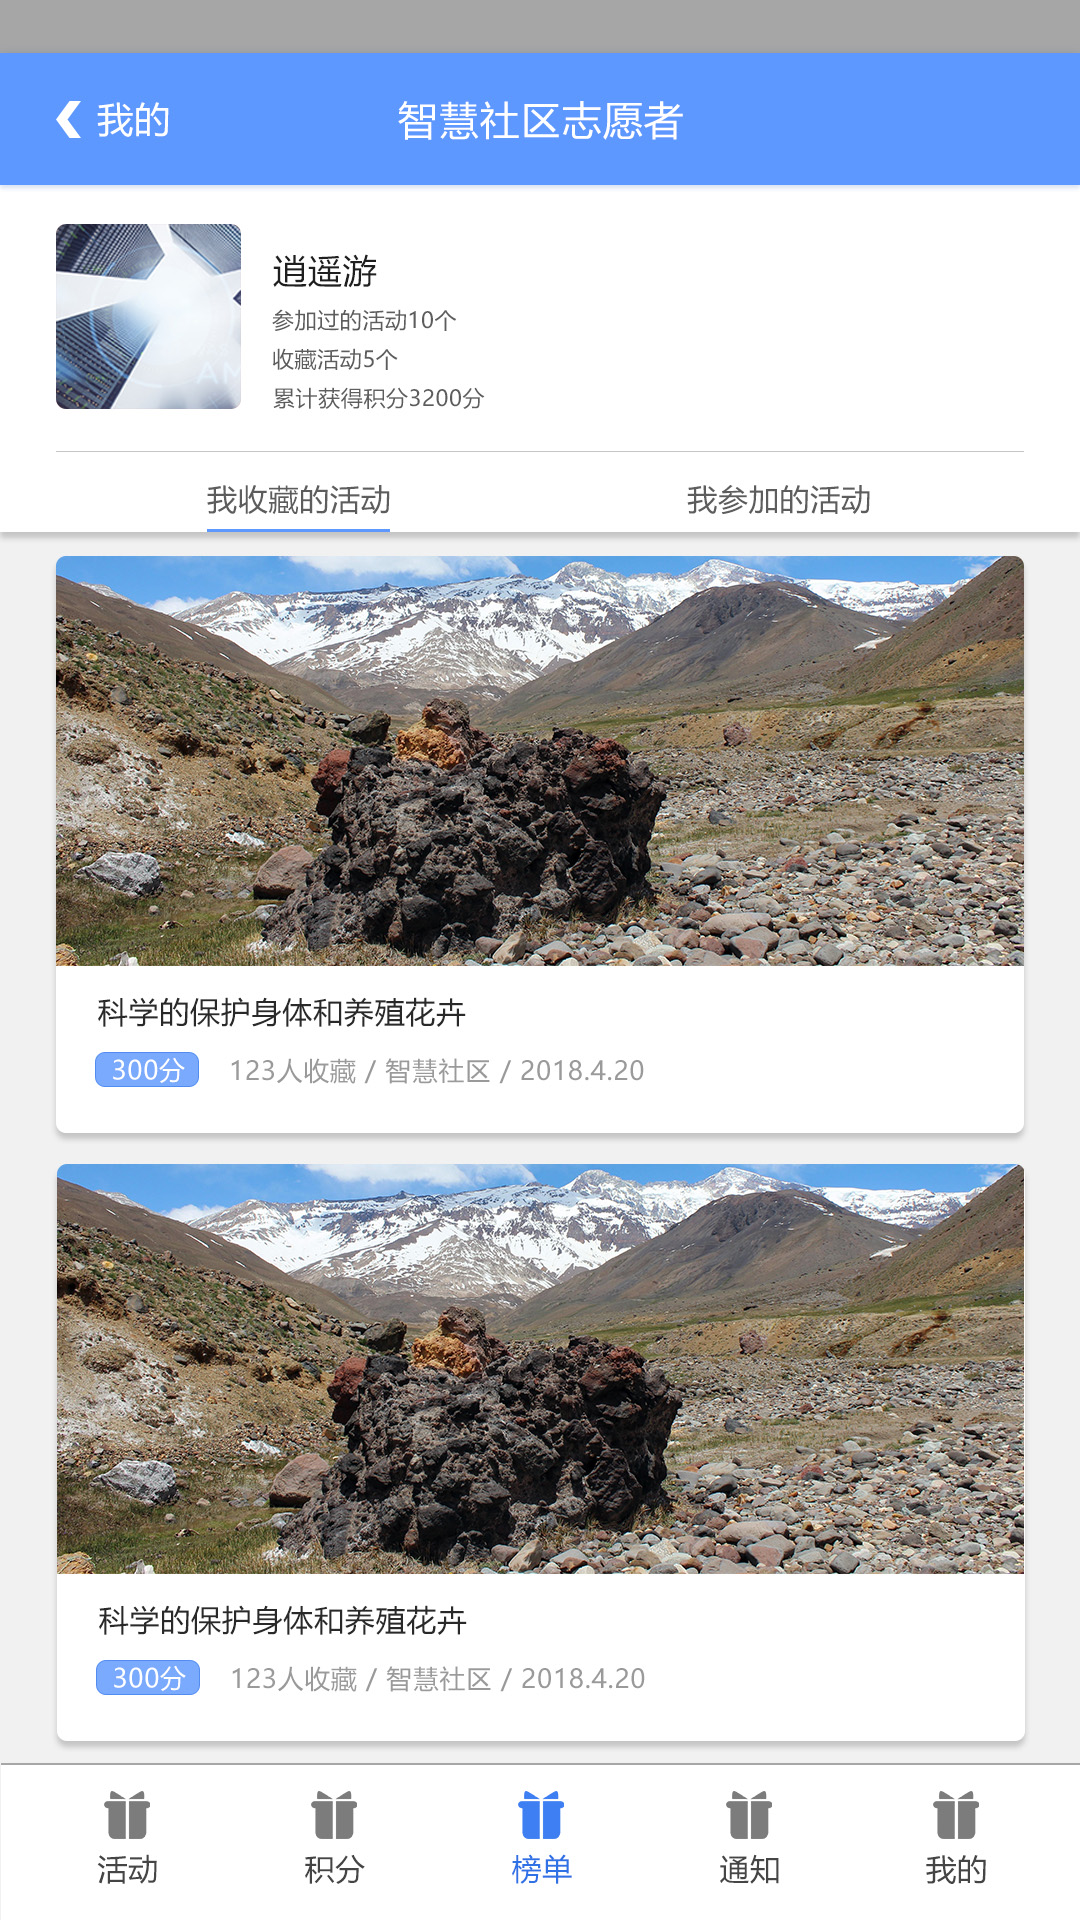 我的
智慧社区志愿者
逍遥游
参加过的活动10个
收藏活动5个
累计获得积分3200分
我收藏的活动
我参加的活动
科学的保护身体和养殖花卉
300分 123人收藏 / 智慧社区 / 2018.4.20
科学的保护身体和养殖花卉
300分 123人收藏 / 智慧社区 / 2018.4.20
活动
积分
榜单
通知
我的